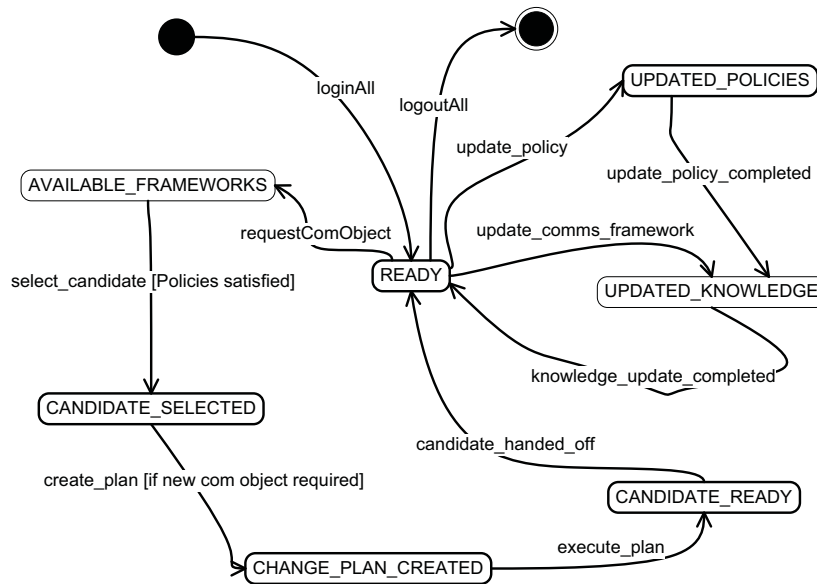 loginAll
logoutAll
UPDATED_POLICIES
update_policy
update_policy_completed
AVAILABLE_FRAMEWORKS
requestComObject
update_comms_framework
READY
select_candidate [Policies satisfied]
UPDATED_KNOWLEDGE
knowledge_update_completed
CANDIDATE_SELECTED
candidate_handed_off
create_plan [if new com object required]
CANDIDATE_READY
execute_plan
CHANGE_PLAN_CREATED